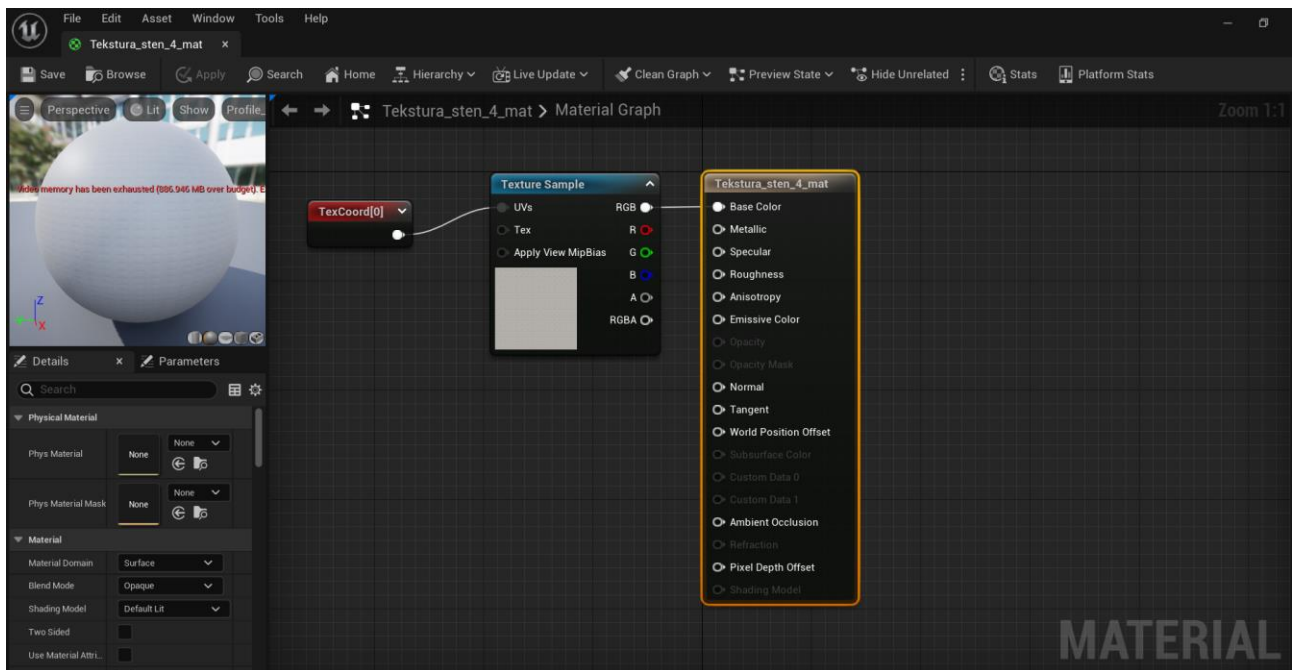 File Edit Asset Window Tools Help
Tekstura_sten_4_mat x
Save Browse Apply Search Home Hierarchy Live Update Clean Graph Preview State Hide Unrelated Stats Platform Stats
Perspective Lit Show Profile_
Tekstura_sten_4_mat > Material Graph
Zoom 1:1
Video memory has been exhausted (886.946 MB over budget). E
Z
X
TexCoord[0]
Texture Sample
UVs RGB
Tex R
Apply View MipBias G
B
A
RGBA
Tekstura_sten_4_mat
Base Color
Metallic
Specular
Roughness
Anisotropy
Emissive Color
Opacity
Opacity Mask
Normal
Tangent
World Position Offset
Subsurface Color
Custom Data 0
Custom Data 1
Ambient Occlusion
Refraction
Pixel Depth Offset
Shading Model
Details x Parameters
Search
Physical Material
Phys Material None None
Phys Material Mask None None
Material
Material Domain Surface
Blend Mode Opaque
Shading Model Default Lit
Two Sided
Use Material Attri...
MATERIAL